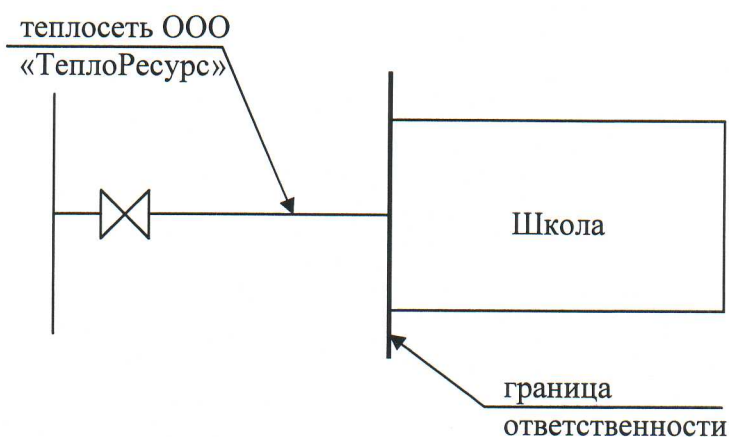 теплосеть ООО
«ТеплоРесурс»
Школа
граница
ответственности